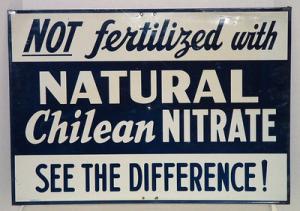 NOT fertilized with
NATURAL
Chilean NITRATE
SEE THE DIFFERENCE!